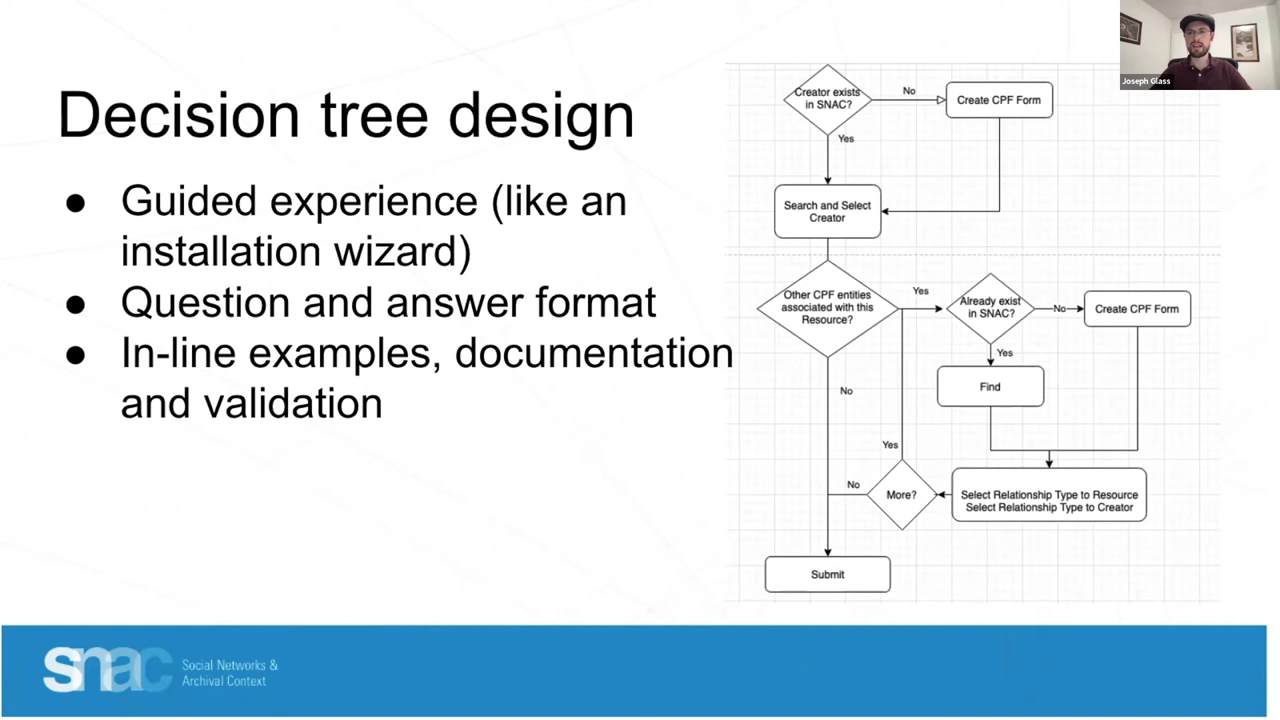 Decision tree design
● Guided experience (like an
installation wizard)
● Question and answer format
● In-line examples, documentation
and validation
Creator exists
in SNAC?
No
Create CPF Form
Yes
Search and Select
Creator
Other CPF entities
associated with this
Resource?
Yes
Already exist
in SNAC?
No
Create CPF Form
Yes
Find
No
Yes
No
More?
Select Relationship Type to Resource
Select Relationship Type to Creator
Submit
Joseph Glass
snac
Social Networks &
Archival Context